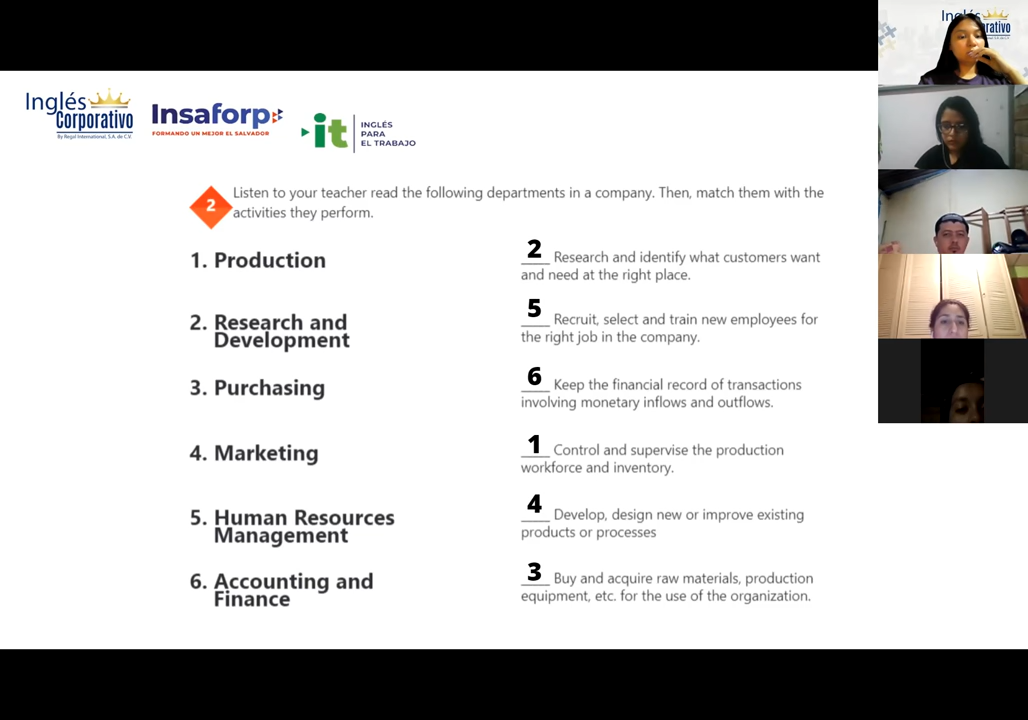 Inglés
Corporativo
By Regal International, S.A. de C.V.
Insaforp
FORMANDO UN MEJOR EL SALVADOR
it
INGLÉS
PARA
EL TRABAJO
2
Listen to your teacher read the following departments in a company. Then, match them with the
activities they perform.
1. Production
2. Research and
Development
3. Purchasing
4. Marketing
5. Human Resources
Management
6. Accounting and
Finance
2 Research and identify what customers want
and need at the right place.
5 Recruit, select and train new employees for
the right job in the company.
6 Keep the financial record of transactions
involving monetary inflows and outflows.
1 Control and supervise the production
workforce and inventory.
4 Develop, design new or improve existing
products or processes
3 Buy and acquire raw materials, production
equipment, etc. for the use of the organization.